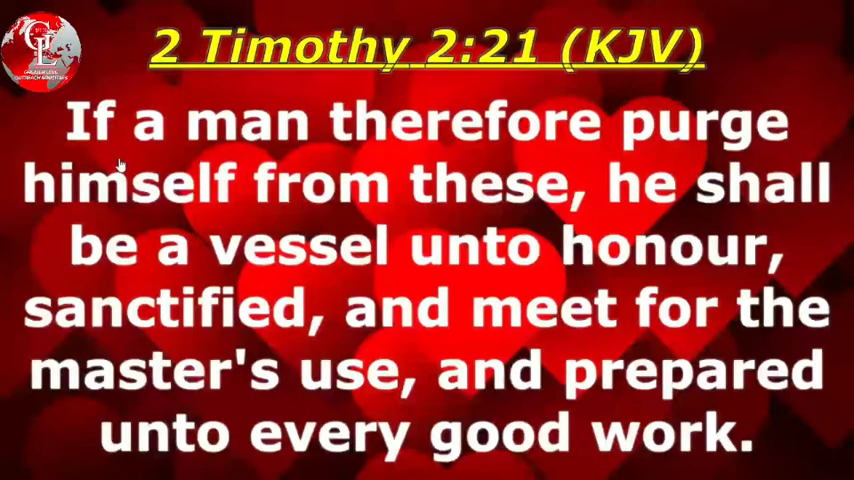 2 Timothy 2:21 (KJV)
If a man therefore purge
himself from these, he shall
be a vessel unto honour,
sanctified, and meet for the
master's use, and prepared
unto every good work.